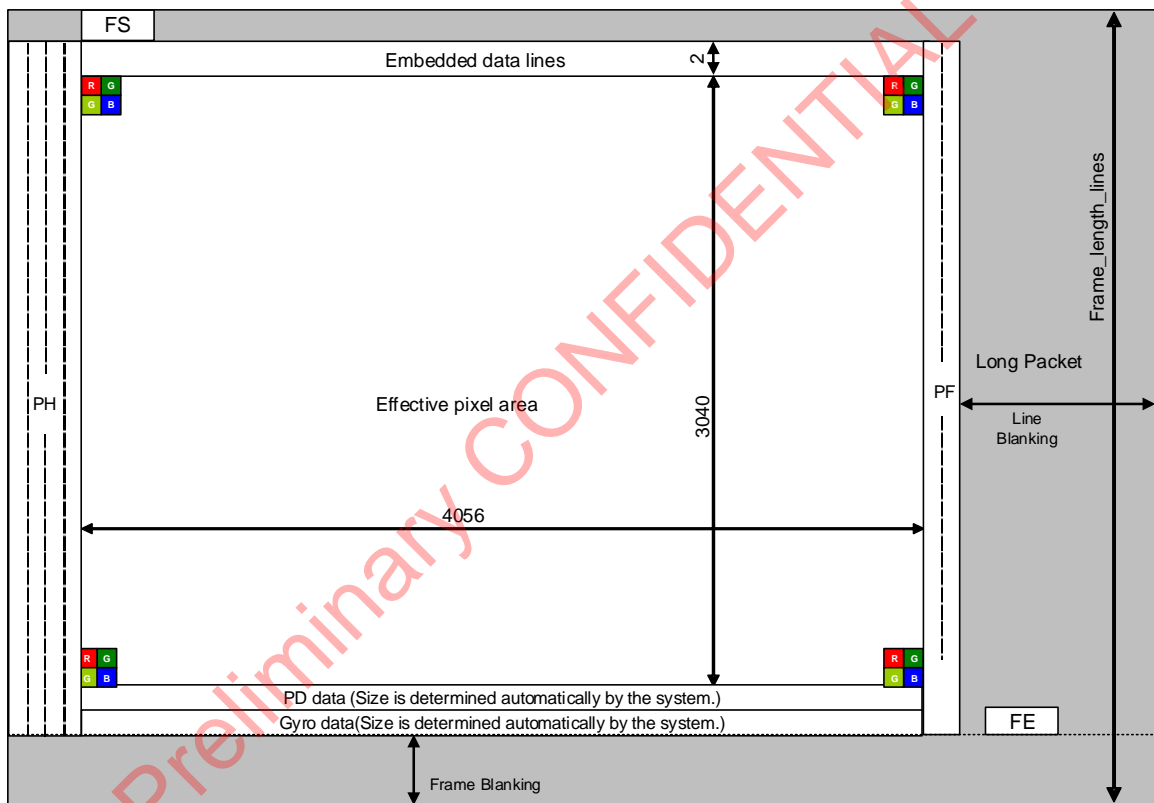 FS
Embedded data lines
2
R G
G B
R G
G B
Frame_length_lines
Long Packet
PH
Effective pixel area
3040
PF
Line
Blanking
4056
R G
G B
R G
G B
PD data (Size is determined automatically by the system.)
Gyro data(Size is determined automatically by the system.)
FE
Frame Blanking
Preliminary CONFIDENTIAL